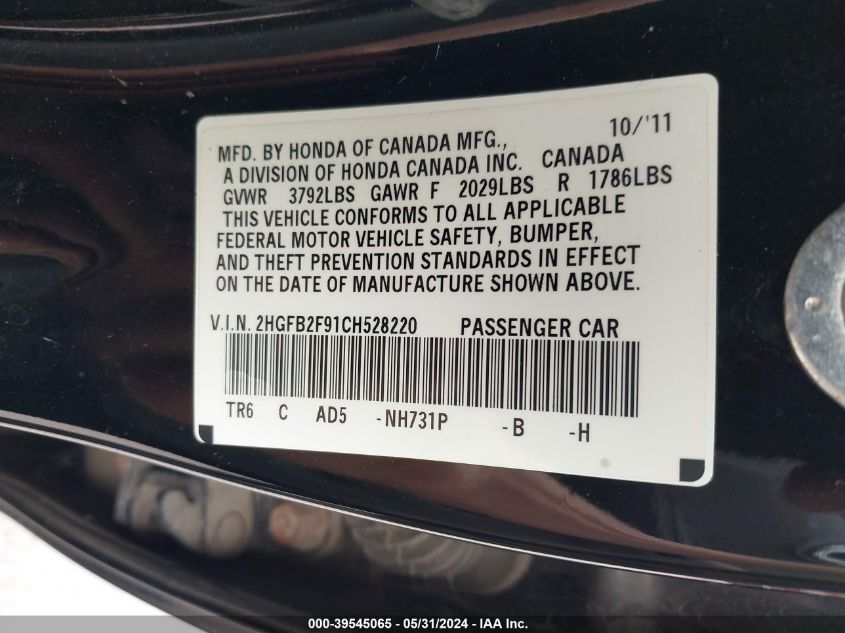 10/'11
MFD. BY HONDA OF CANADA MFG.,
A DIVISION OF HONDA CANADA INC. CANADA
GVWR 3792LBS GAWR F 2029LBS R 1786LBS
THIS VEHICLE CONFORMS TO ALL APPLICABLE
FEDERAL MOTOR VEHICLE SAFETY, BUMPER,
AND THEFT PREVENTION STANDARDS IN EFFECT
ON THE DATE OF MANUFACTURE SHOWN ABOVE.
V.I.N. 2HGFB2F91CH528220 PASSENGER CAR
TR6 C AD5 -NH731P -B -H
000-39545065 - 05/31/2024 - IAA Inc.